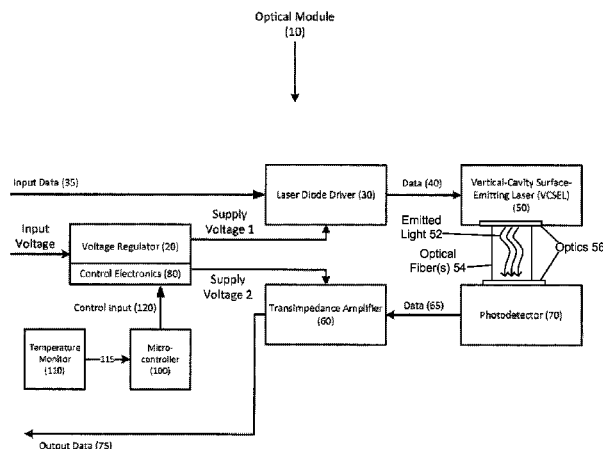 Optical Module
(10)
Input Data (35)
Laser Diode Driver (30)
Data (40)
Vertical-Cavity Surface-
Emitting Laser (VCSEL)
(50)
Input
Voltage
Voltage Regulator (20)
Supply
Voltage 1
Control Electronics (80)
Supply
Voltage 2
Emitted
Light 52
Optical
Fiber(s) 54
Optics 56
Control Input (120)
Transimpedance Amplifier
(60)
Data (65)
Photodetector (70)
Temperature
Monitor
(110)
115
Micro-
controller
(100)
Output Data (75)